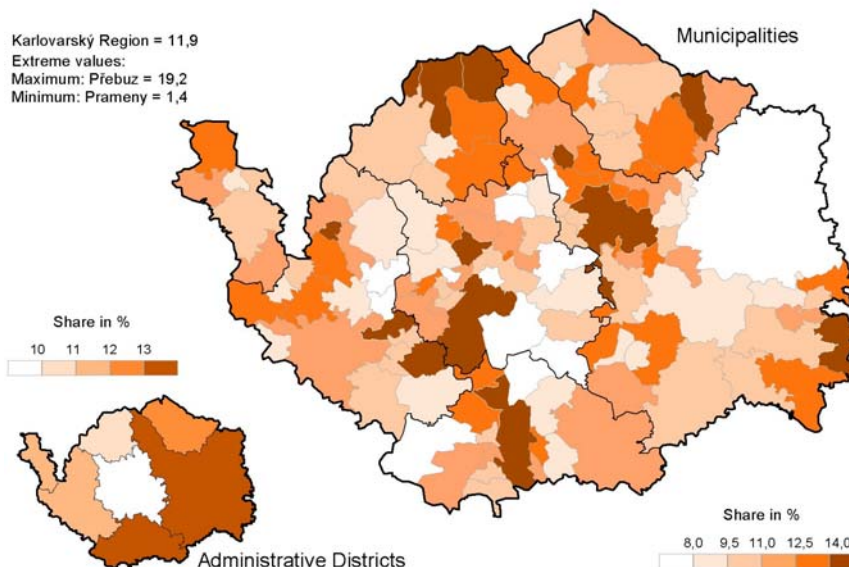 Municipalities
Karlovarský Region = 11,9
Extreme values:
Maximum: Přebuz = 19,2
Minimum: Prameny = 1,4
Share in %
10 11 12 13
Administrative Districts
Share in %
8,0 9,5 11,0 12,5 14,0